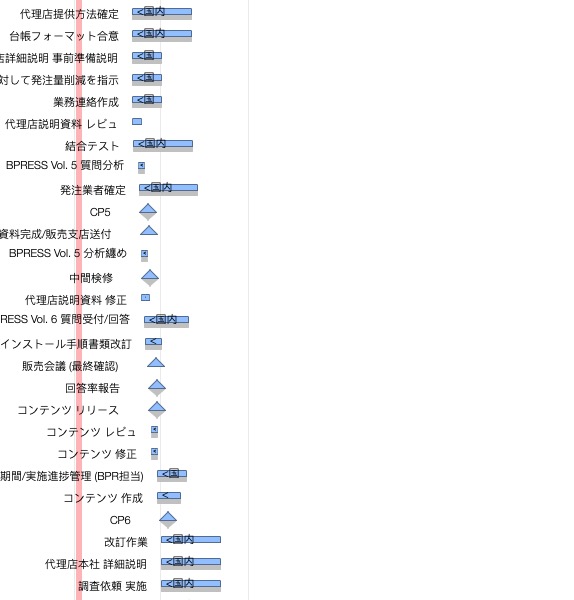 代理店提供方法確定 <国内
台帳フォーマット合意 <国内
店詳細説明 事前準備説明 <国
対して発注量削減を指示 <国
業務連絡作成 <国
代理店説明資料 レビュ
結合テスト <国内
BPRESS Vol. 5 質問分析 <
発注業者確定 <国内
CP5
資料完成/販売支店送付
BPRESS Vol. 5 分析纏め <
中間検修
代理店説明資料 修正
RESS Vol. 6 質問受付/回答 <国内
インストール手順書類改訂 <
販売会議 (最終確認)
回答率報告
コンテンツ リリース
コンテンツ レビュ <
コンテンツ 修正 <
期間/実施進捗管理 (BPR担当) <国
コンテンツ 作成 <
CP6
改訂作業 <国内
代理店本社 詳細説明 <国内
調査依頼 実施 <国内